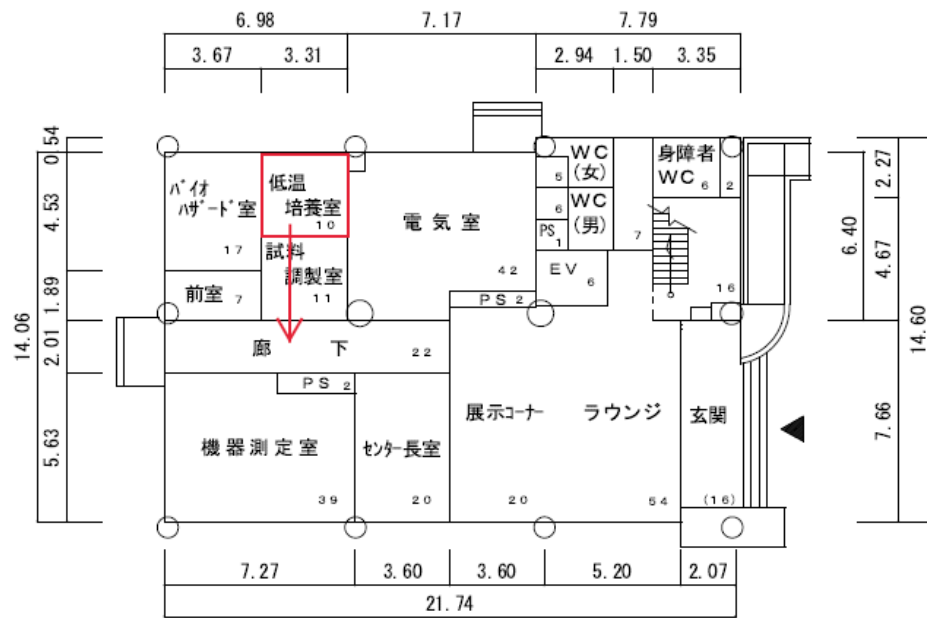 6.98
7.17
7.79
3.67
3.31
2.94
1.50
3.35
0.54
4.53
1.89
2.01
5.63
14.06
バイオ
ハザード室
17
低温
培養室
10
試料
調製室
11
前室
7
電気室
42
PS 2
WC
(女)
5
WC
(男)
6
PS
1
7
EV
6
身障者
WC
6
2
16
廊下
22
PS 2
機器測定室
39
センター長室
20
展示コーナー
20
ラウンジ
54
玄関
(16)
2.27
4.67
6.40
7.66
14.60
7.27
3.60
3.60
5.20
2.07
21.74